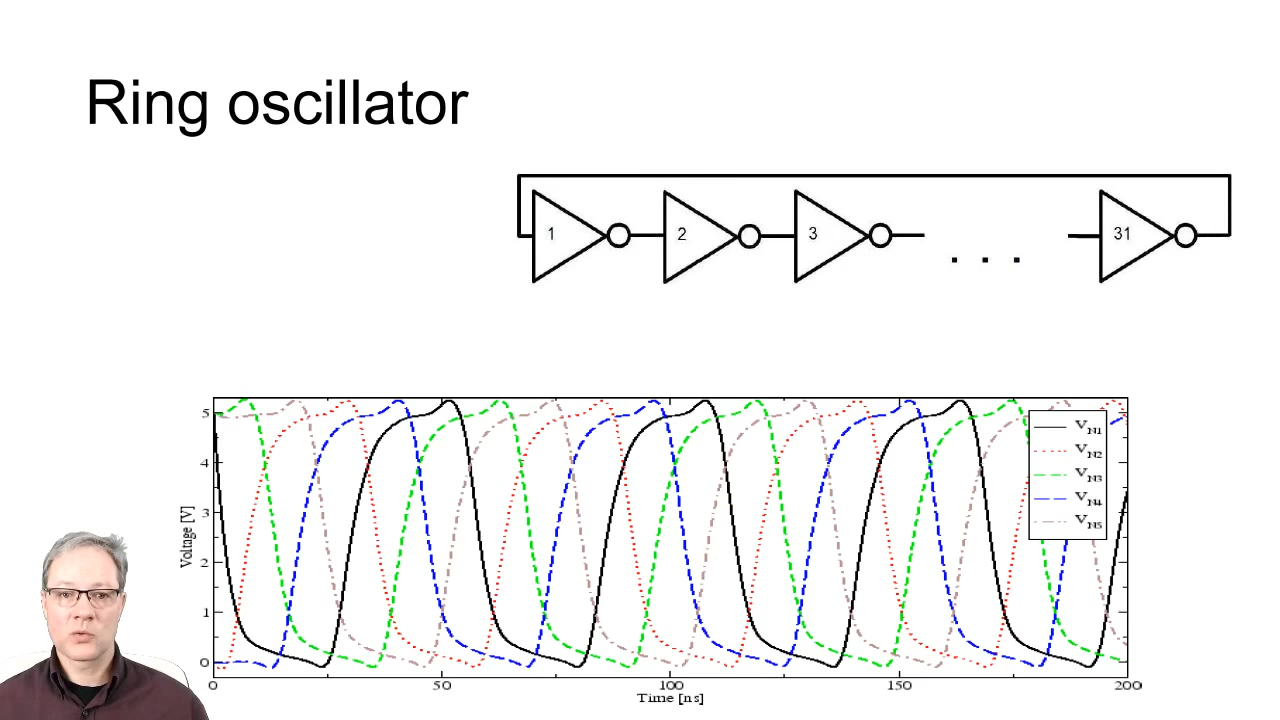 Ring oscillator
1 2 3 . . . 31
5
4
3
2
1
0
Voltage [V]
V_N1
V_N2
V_N3
V_N4
V_N5
0 50 100 150 200
Time [ns]